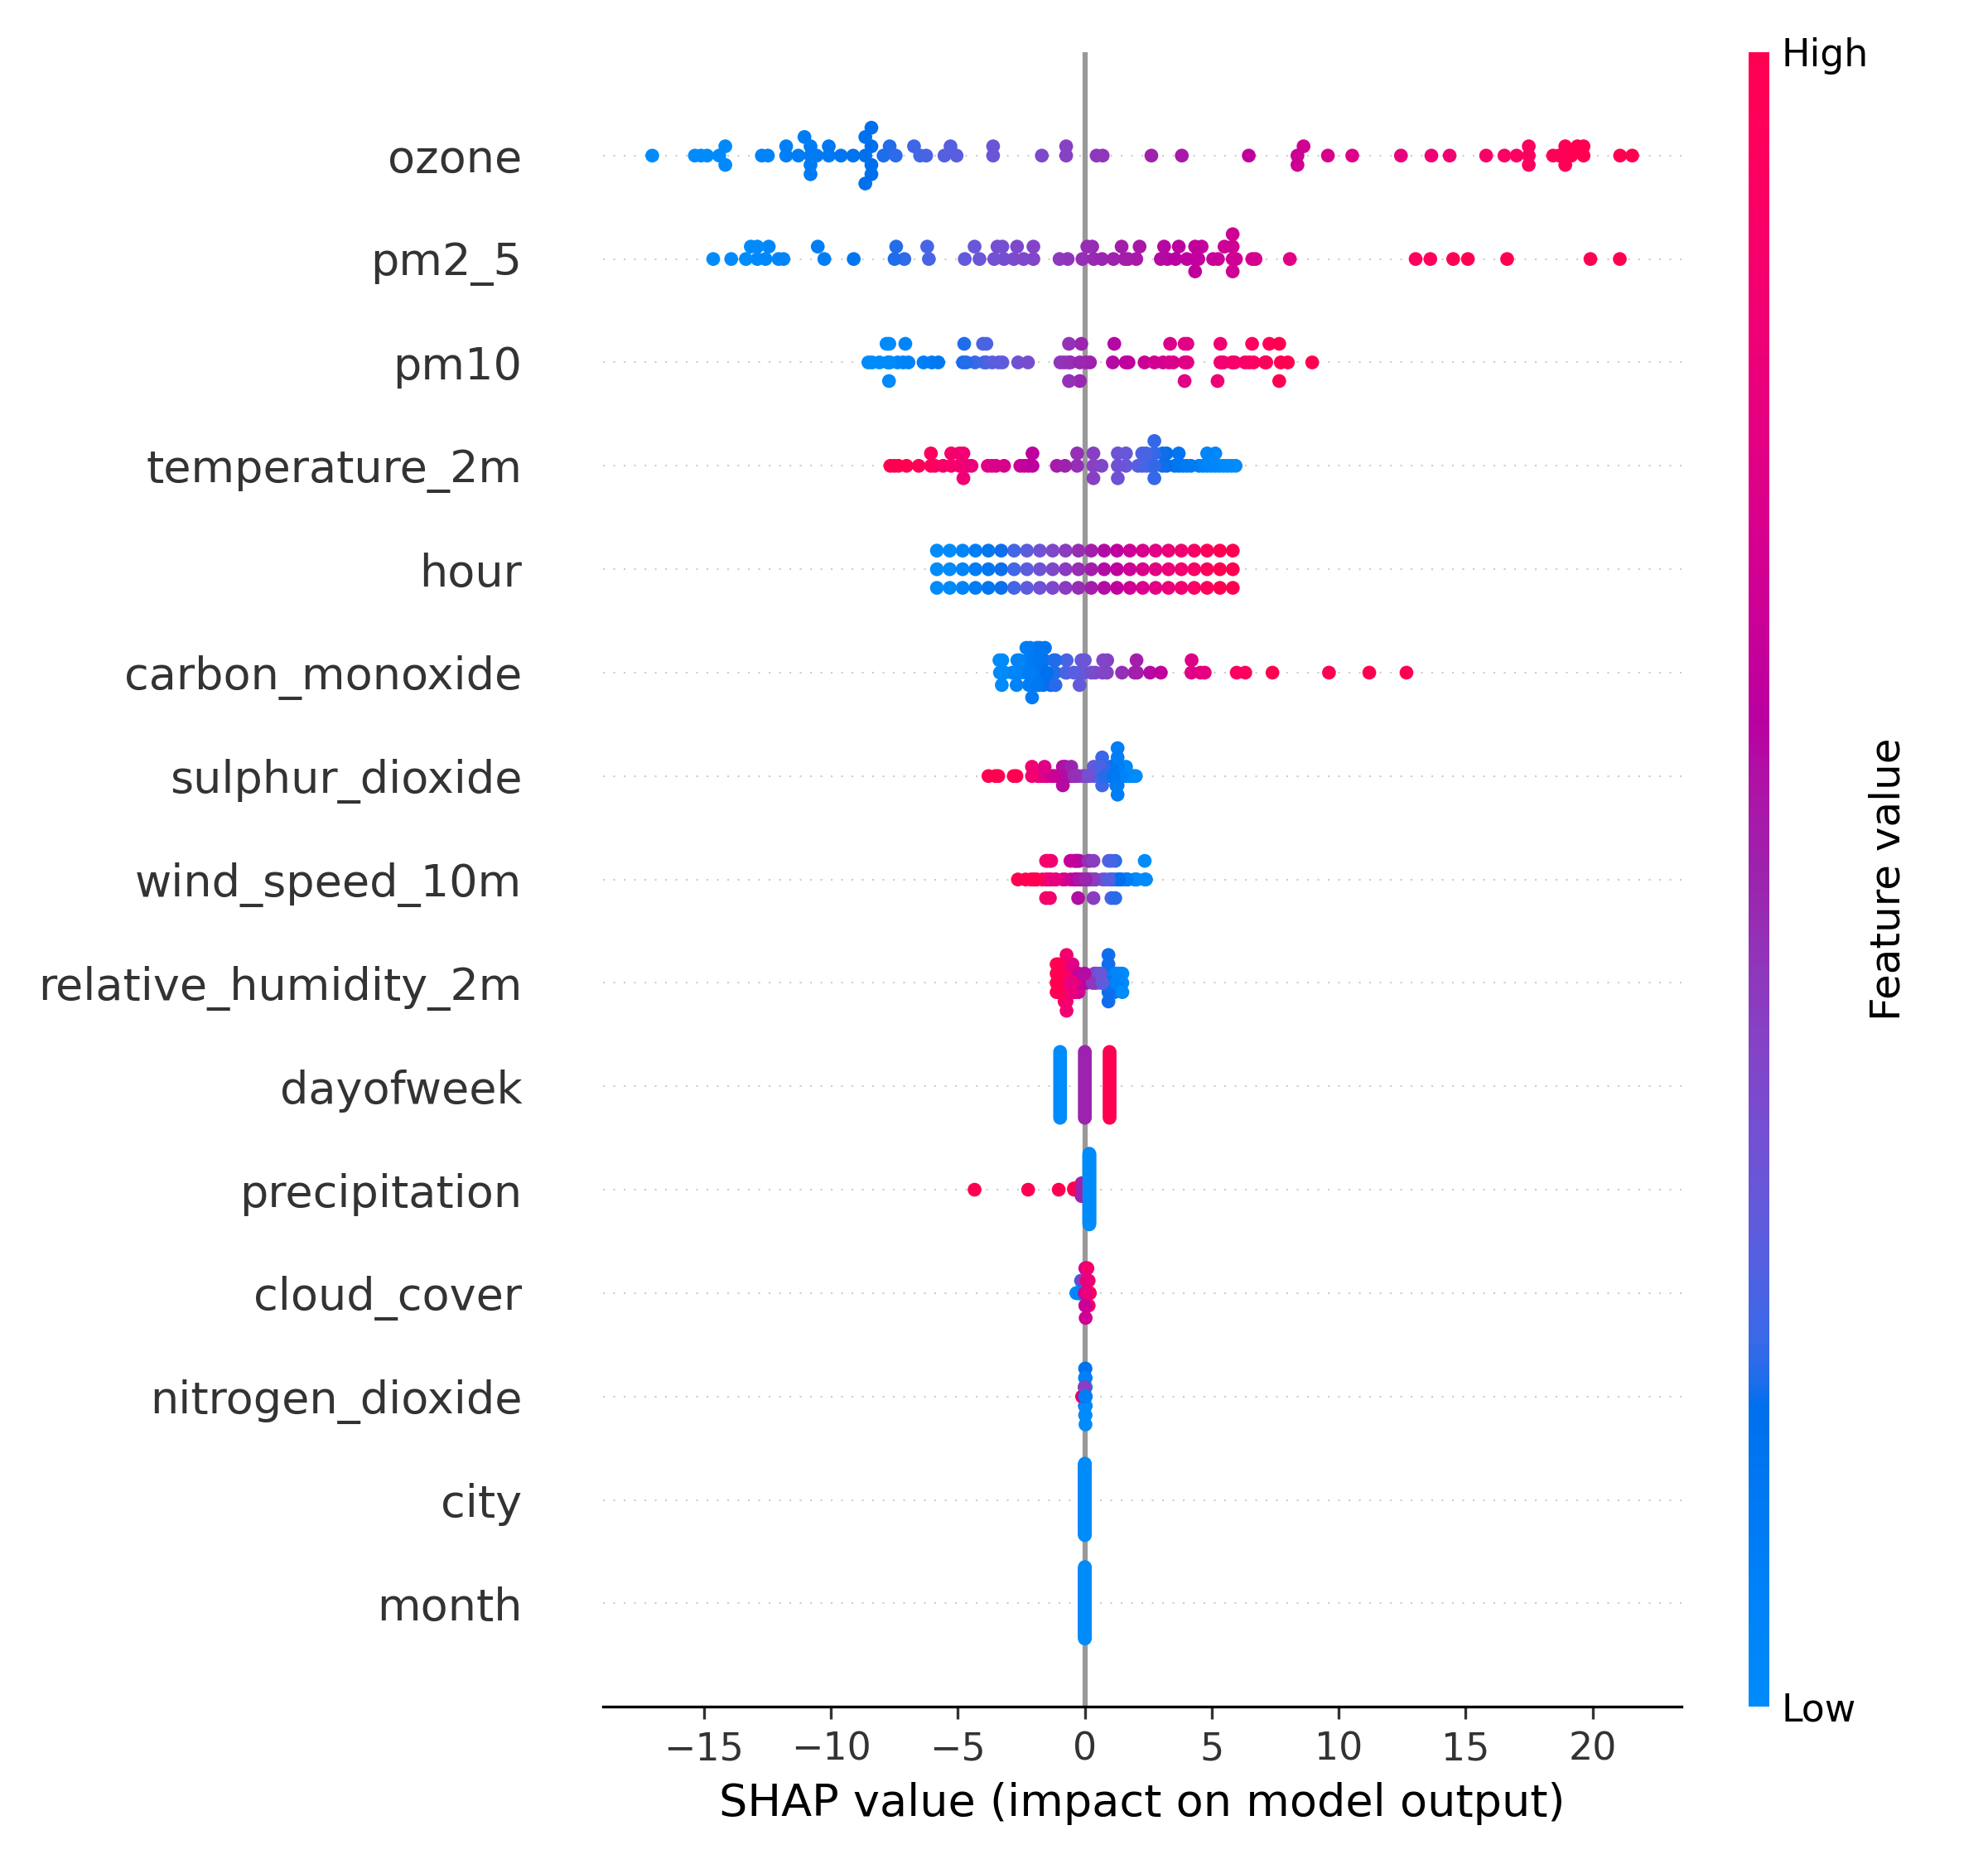 High
ozone
pm2_5
pm10
temperature_2m
hour
carbon_monoxide
sulphur_dioxide
wind_speed_10m
relative_humidity_2m
dayofweek
precipitation
cloud_cover
nitrogen_dioxide
city
month
Feature value
Low
−15 −10 −5 0 5 10 15 20
SHAP value (impact on model output)